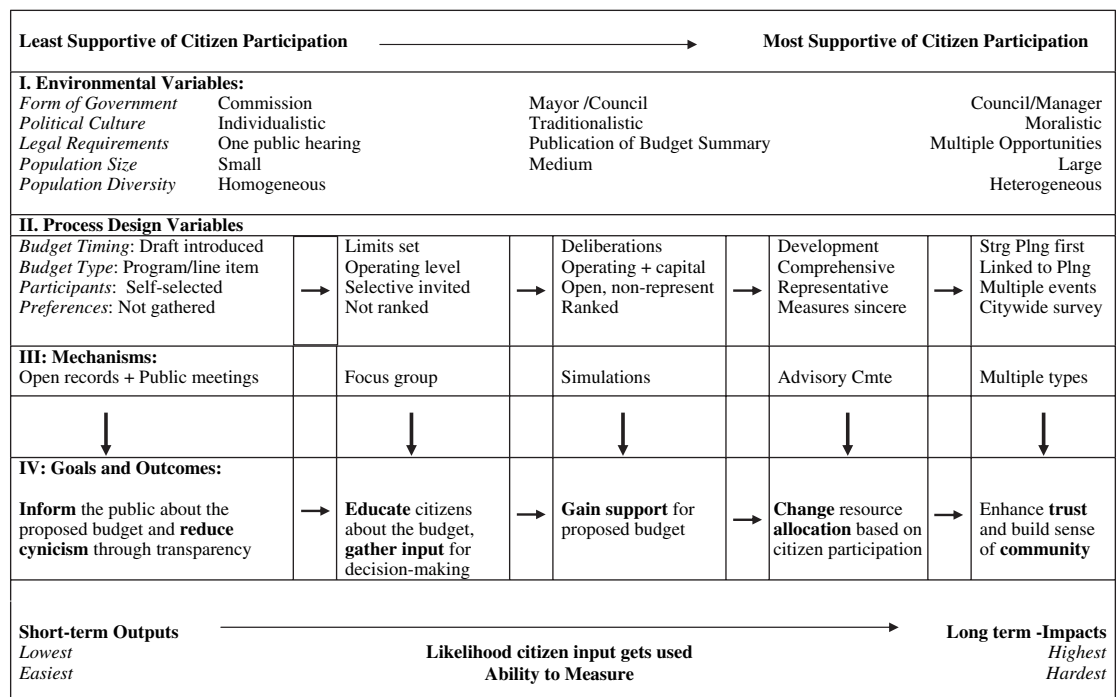 Least Supportive of Citizen Participation Most Supportive of Citizen Participation
I. Environmental Variables:
Form of Government Commission Mayor /Council Council/Manager
Political Culture Individualistic Traditionalistic Moralistic
Legal Requirements One public hearing Publication of Budget Summary Multiple Opportunities
Population Size Small Medium Large
Population Diversity Homogeneous Heterogeneous
II. Process Design Variables
Budget Timing: Draft introduced Limits set Deliberations Development Strg Plng first
Budget Type: Program/line item Operating level Operating + capital Comprehensive Linked to Plng
Participants: Self-selected Selective invited Open, non-represent Representative Multiple events
Preferences: Not gathered Not ranked Ranked Measures sincere Citywide survey
III: Mechanisms:
Open records + Public meetings Focus group Simulations Advisory Cmte Multiple types
IV: Goals and Outcomes:
Inform the public about the Educate citizens Gain support for Change resource Enhance trust
proposed budget and reduce about the budget, proposed budget allocation based on and build sense
cynicism through transparency gather input for citizen participation of community
decision-making
Short-term Outputs Long term -Impacts
Lowest Likelihood citizen input gets used Highest
Easiest Ability to Measure Hardest